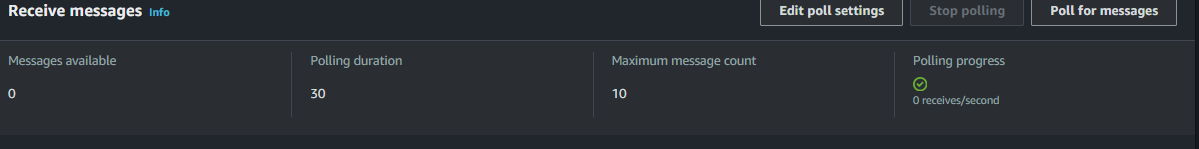 Receive messages Info
Edit poll settings
Stop polling
Poll for messages
Messages available
0
Polling duration
30
Maximum message count
10
Polling progress
0 receives/second